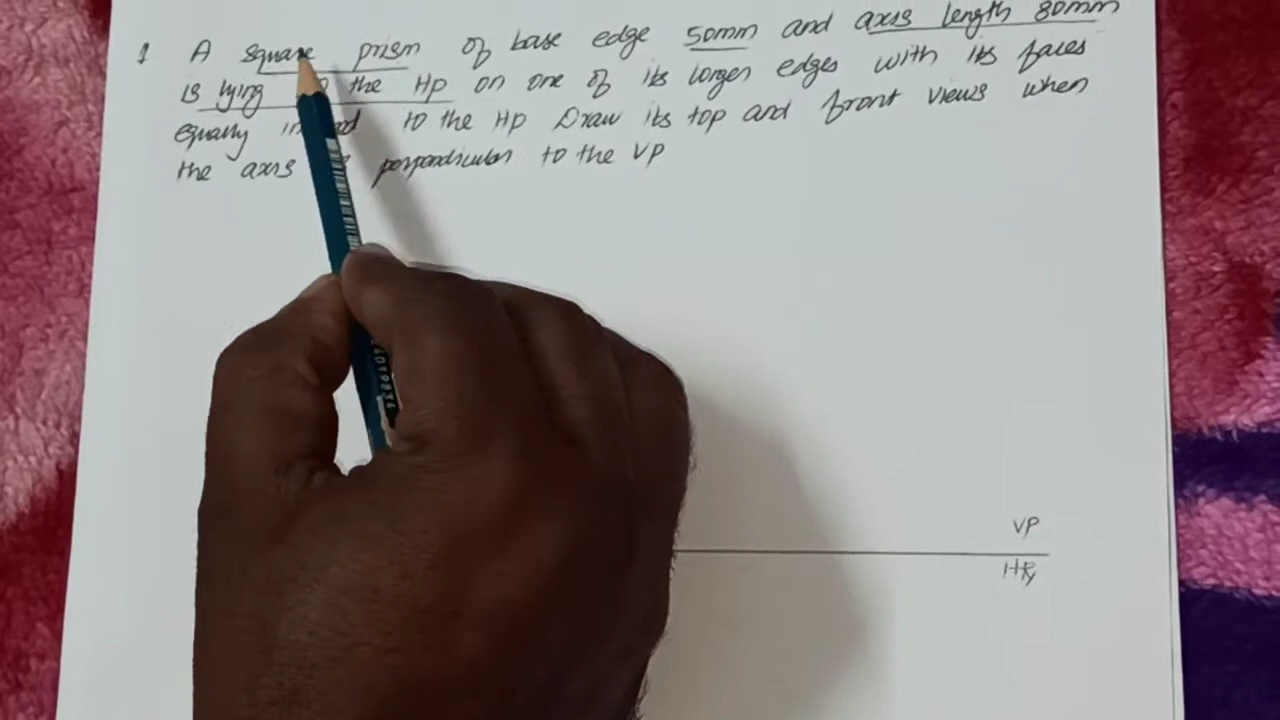 1 A square prism of base edge 50mm and axis length 80mm
is lying the HP on one of its longer edges with its faces
equally to the HP Draw its top and front views when
the axis perpendicular to the VP
VP
HP